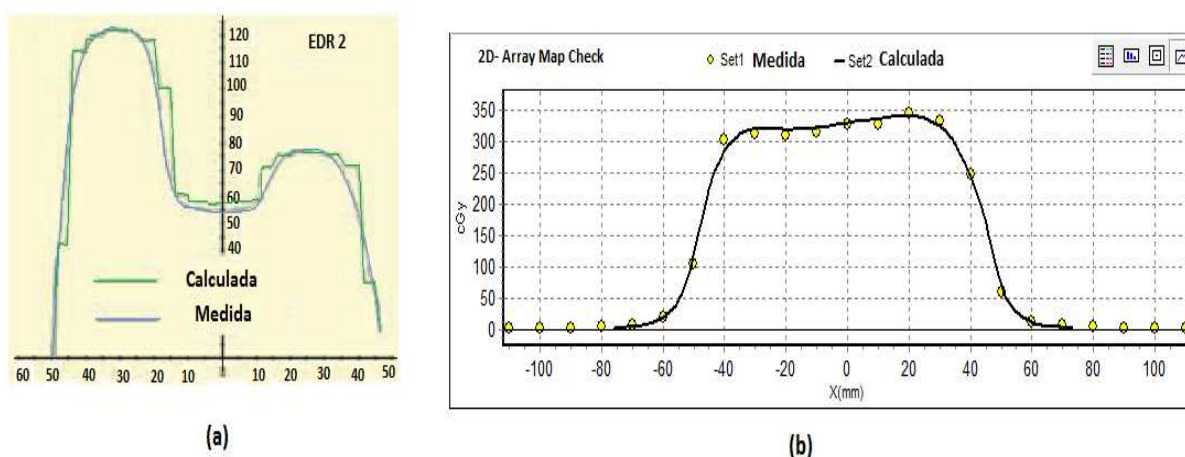 EDR 2
120
110
100
90
80
70
60
50
40
Calculada
Medida
60 50 40 30 20 10 10 20 30 40 50
(a)
2D- Array Map Check
Set1 Medida
Set2 Calculada
350
300
250
200
150
100
50
0
cGy
-100 -80 -60 -40 -20 0 20 40 60 80 100
X(mm)
(b)